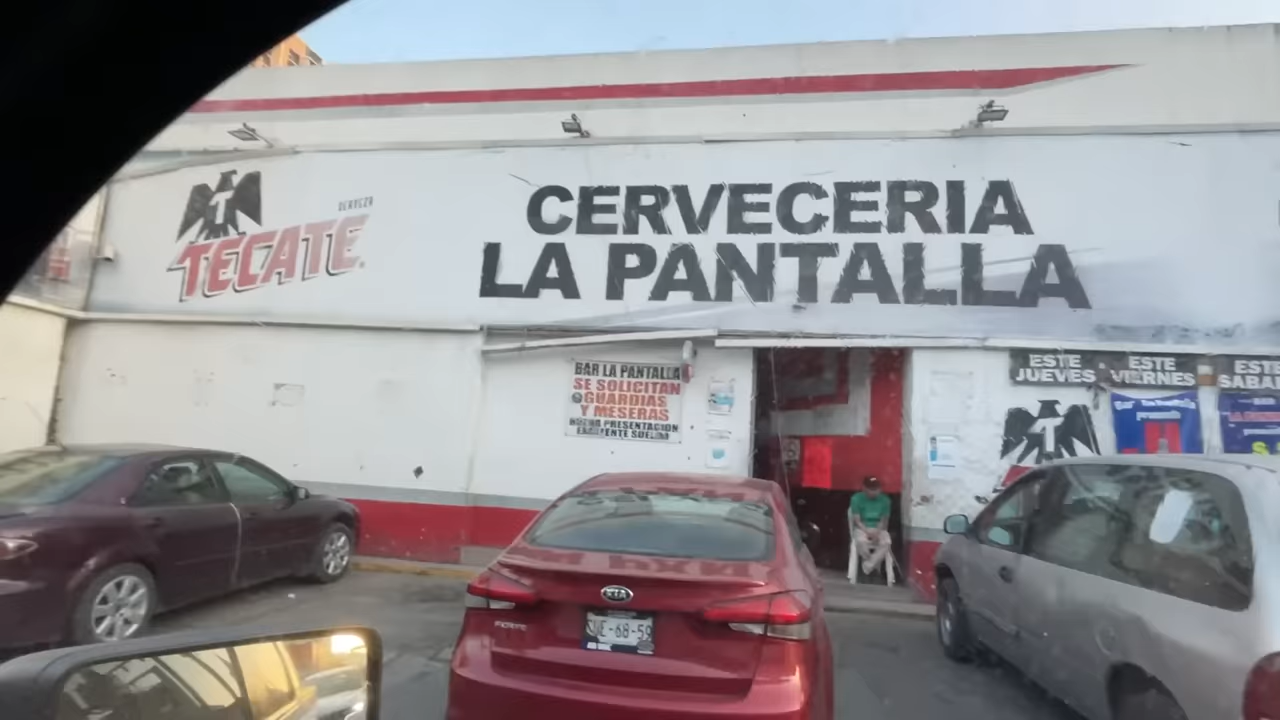 CERVEZA
TECATE
T
CERVECERIA
LA PANTALLA
BAR LA PANTALLA
SE SOLICITAN
GUARDIAS
Y MESERAS
BUENA PRESENTACION
EXCELENTE SUELDO
ESTE
JUEVES
ESTE
VIERNES
ESTE
T
KIA
FORTE